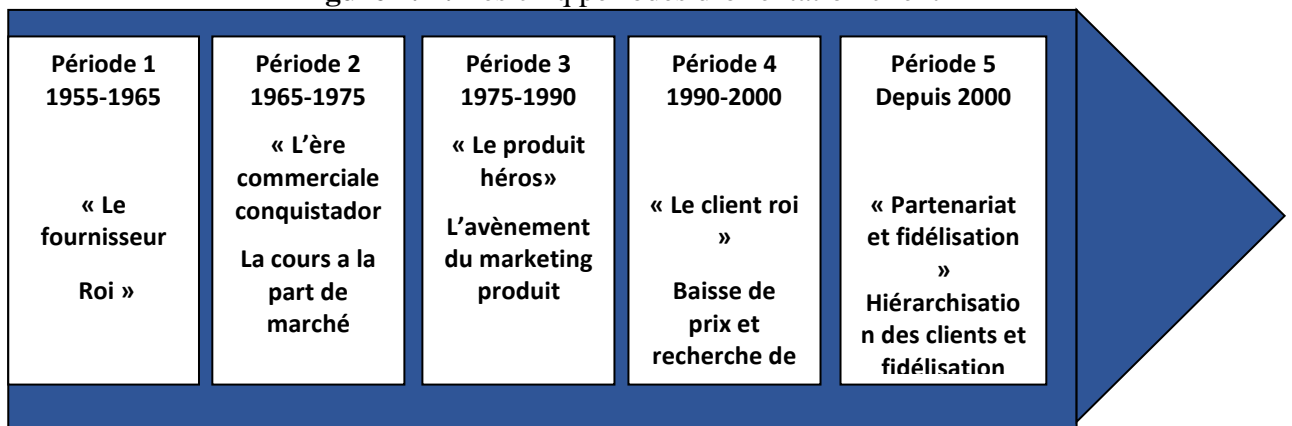 Période 1
1955-1965
« Le
fournisseur
Roi »
Période 2
1965-1975
« L’ère
commerciale
conquistador
La cours a la
part de
marché
Période 3
1975-1990
« Le produit
héros»
L’avènement
du marketing
produit
Période 4
1990-2000
« Le client roi
»
Baisse de
prix et
recherche de
Période 5
Depuis 2000
« Partenariat
et fidélisation
»
Hiérarchisatio
n des clients et
fidélisation